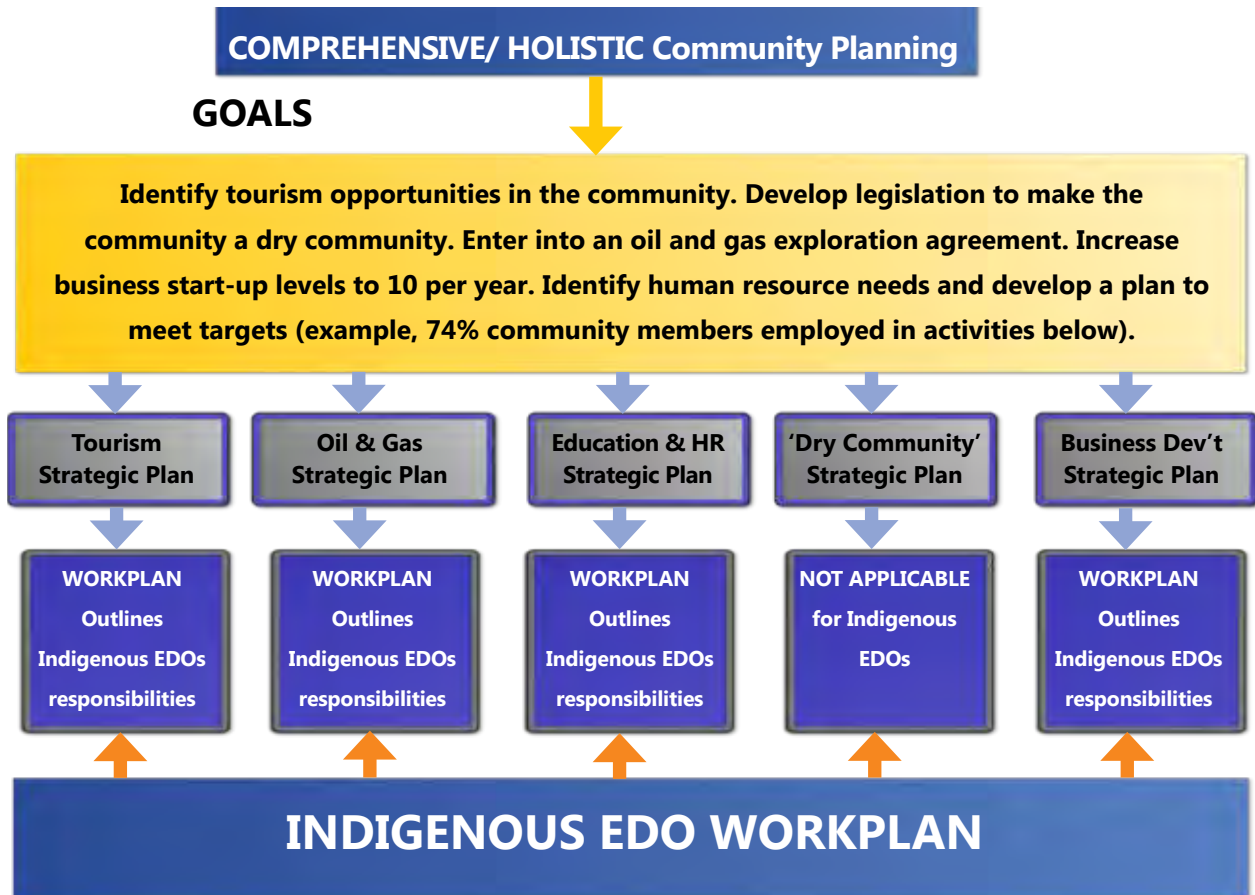 COMPREHENSIVE/ HOLISTIC Community Planning
GOALS
Identify tourism opportunities in the community. Develop legislation to make the
community a dry community. Enter into an oil and gas exploration agreement. Increase
business start-up levels to 10 per year. Identify human resource needs and develop a plan to
meet targets (example, 74% community members employed in activities below).
Tourism
Strategic Plan
Oil & Gas
Strategic Plan
Education & HR
Strategic Plan
‘Dry Community’
Strategic Plan
Business Dev’t
Strategic Plan
WORKPLAN
Outlines
Indigenous EDOs
responsibilities
WORKPLAN
Outlines
Indigenous EDOs
responsibilities
WORKPLAN
Outlines
Indigenous EDOs
responsibilities
NOT APPLICABLE
for Indigenous
EDOs
WORKPLAN
Outlines
Indigenous EDOs
responsibilities
INDIGENOUS EDO WORKPLAN